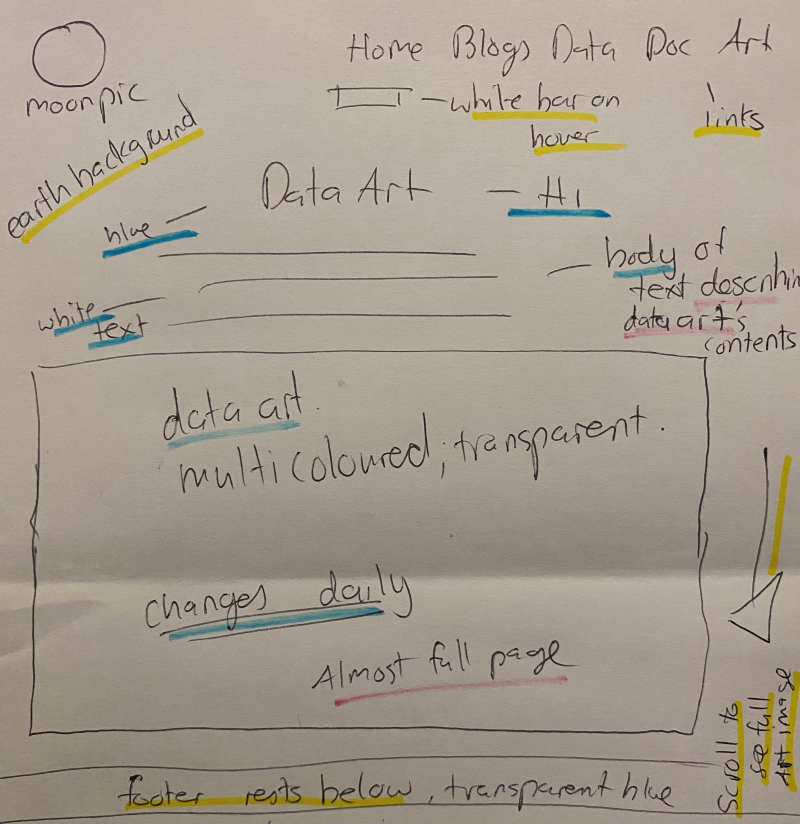 Home Blogs Data Doc Art
moonpic
white bar on
hover
links
earth background
Data Art
H1
blue
body of
text describin
data art's
contents
white
text
data art.
multicoloured; transparent.
changes daily
Almost full page
Scroll to
see full
Art image
footer rests below, transparent blue